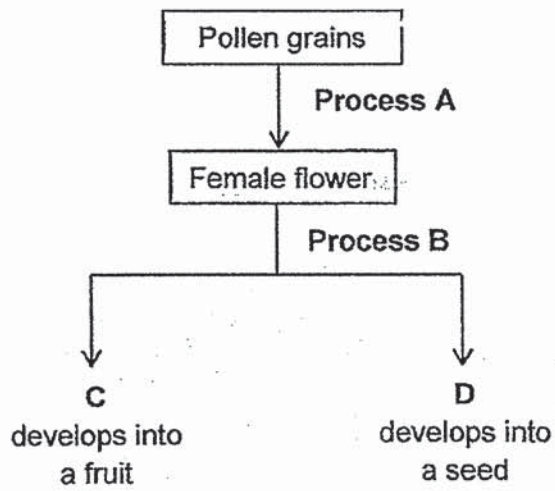 Pollen grains
Process A
Female flower
Process B
C
develops into
a fruit
D
develops into
a seed